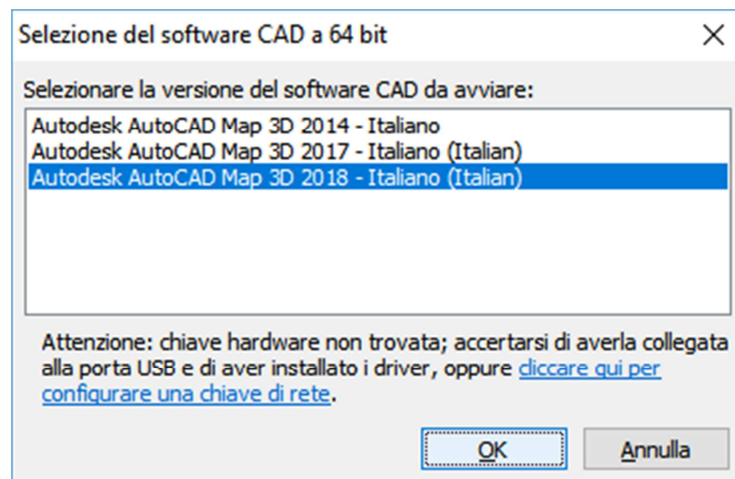 Selezione del software CAD a 64 bit
Selezionare la versione del software CAD da avviare:
Autodesk AutoCAD Map 3D 2014 - Italiano
Autodesk AutoCAD Map 3D 2017 - Italiano (Italian)
Autodesk AutoCAD Map 3D 2018 - Italiano (Italian)
Attenzione: chiave hardware non trovata; accertarsi di averla collegata
alla porta USB e di aver installato i driver, oppure cliccare qui per
configurare una chiave di rete.
OK Annulla